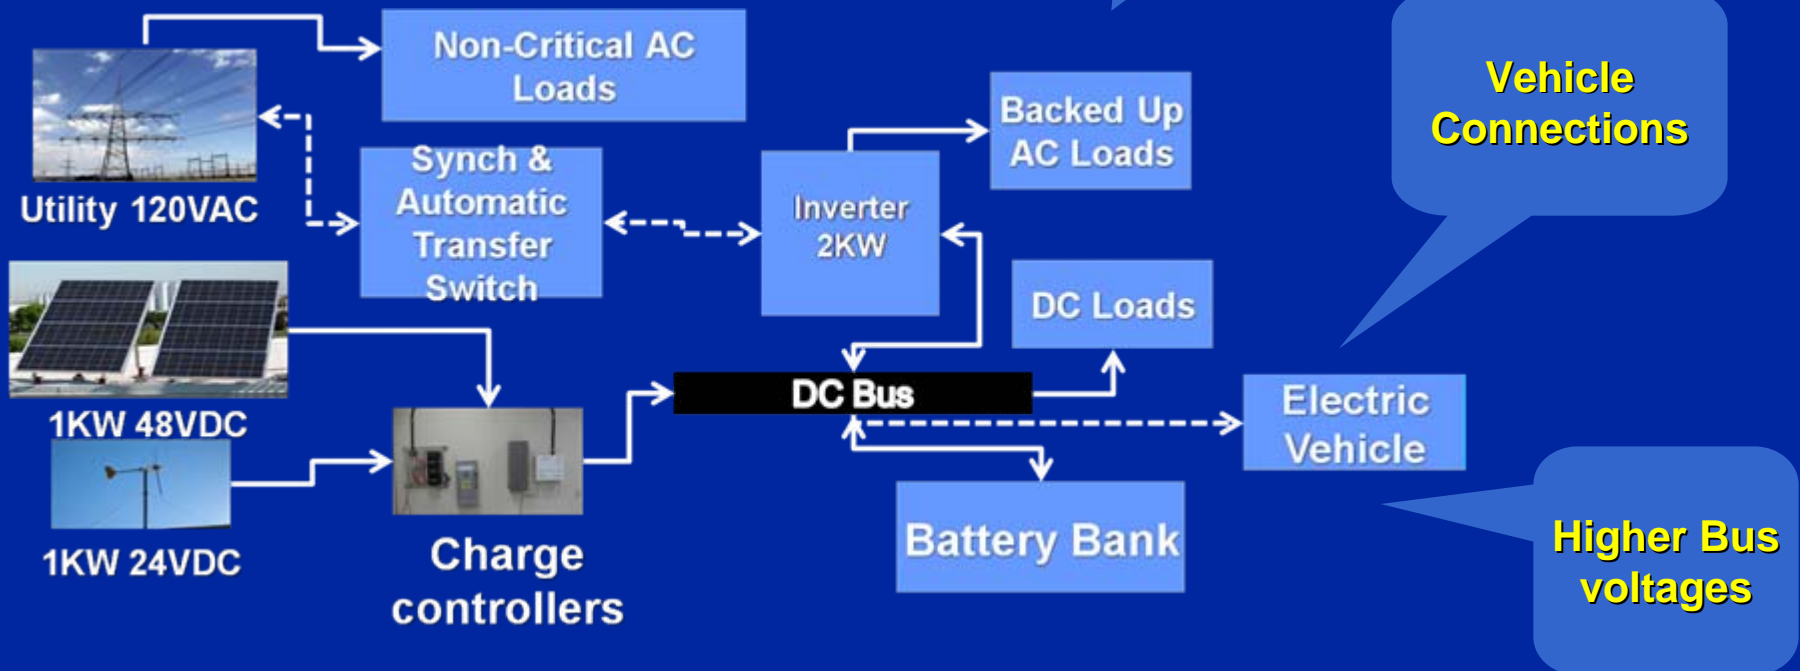 Non-Critical AC
Loads
Utility 120VAC
Synch &
Automatic
Transfer
Switch
Inverter
2KW
Backed Up
AC Loads
Vehicle
Connections
1KW 48VDC
DC Loads
DC Bus
Electric
Vehicle
1KW 24VDC
Charge
controllers
Battery Bank
Higher Bus
voltages